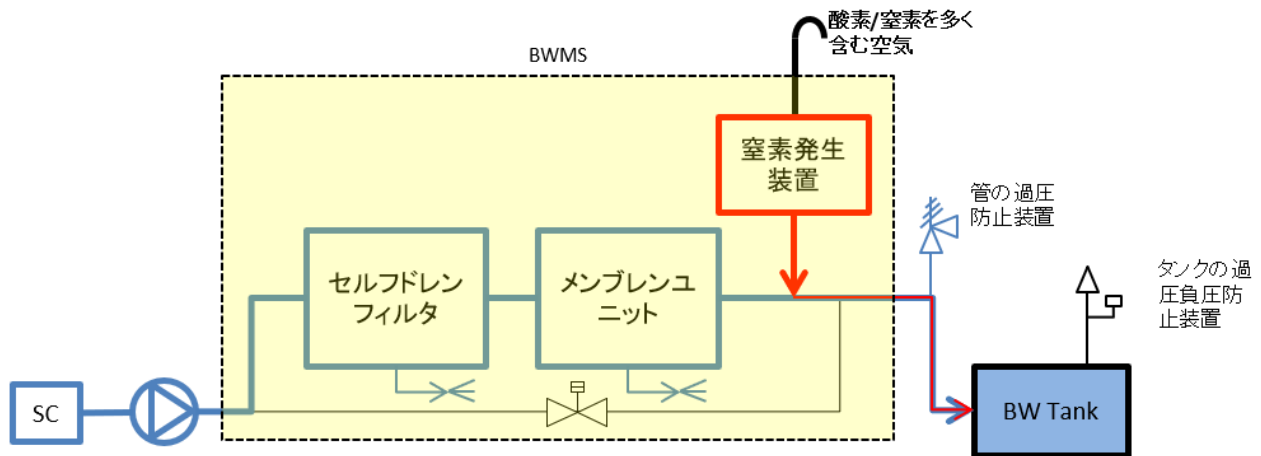 酸素/窒素を多く
含む空気
BWMS
窒素発生
装置
管の過圧
防止装置
セルフドレン
フィルタ
メンブレンユ
ニット
タンクの過
圧負圧防
止装置
SC
BW Tank